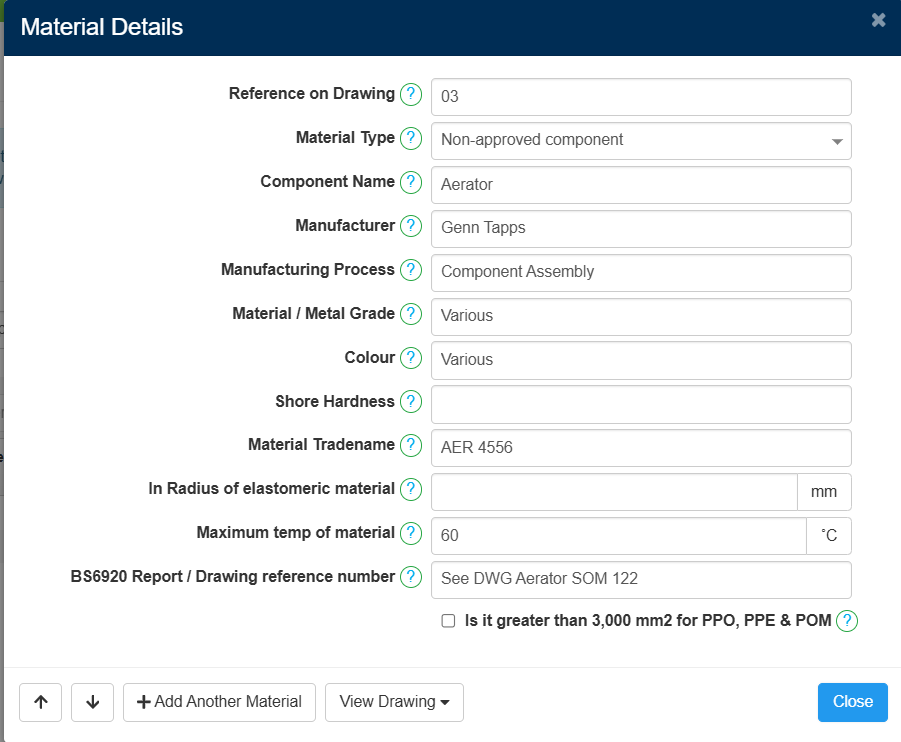 Material Details
Reference on Drawing ? 03
Material Type ? Non-approved component
Component Name ? Aerator
Manufacturer ? Genn Tapps
Manufacturing Process ? Component Assembly
Material / Metal Grade ? Various
Colour ? Various
Shore Hardness ?
Material Tradename ? AER 4556
In Radius of elastomeric material ? mm
Maximum temp of material ? 60 °C
BS6920 Report / Drawing reference number ? See DWG Aerator SOM 122
Is it greater than 3,000 mm2 for PPO, PPE & POM ?
Add Another Material View Drawing Close